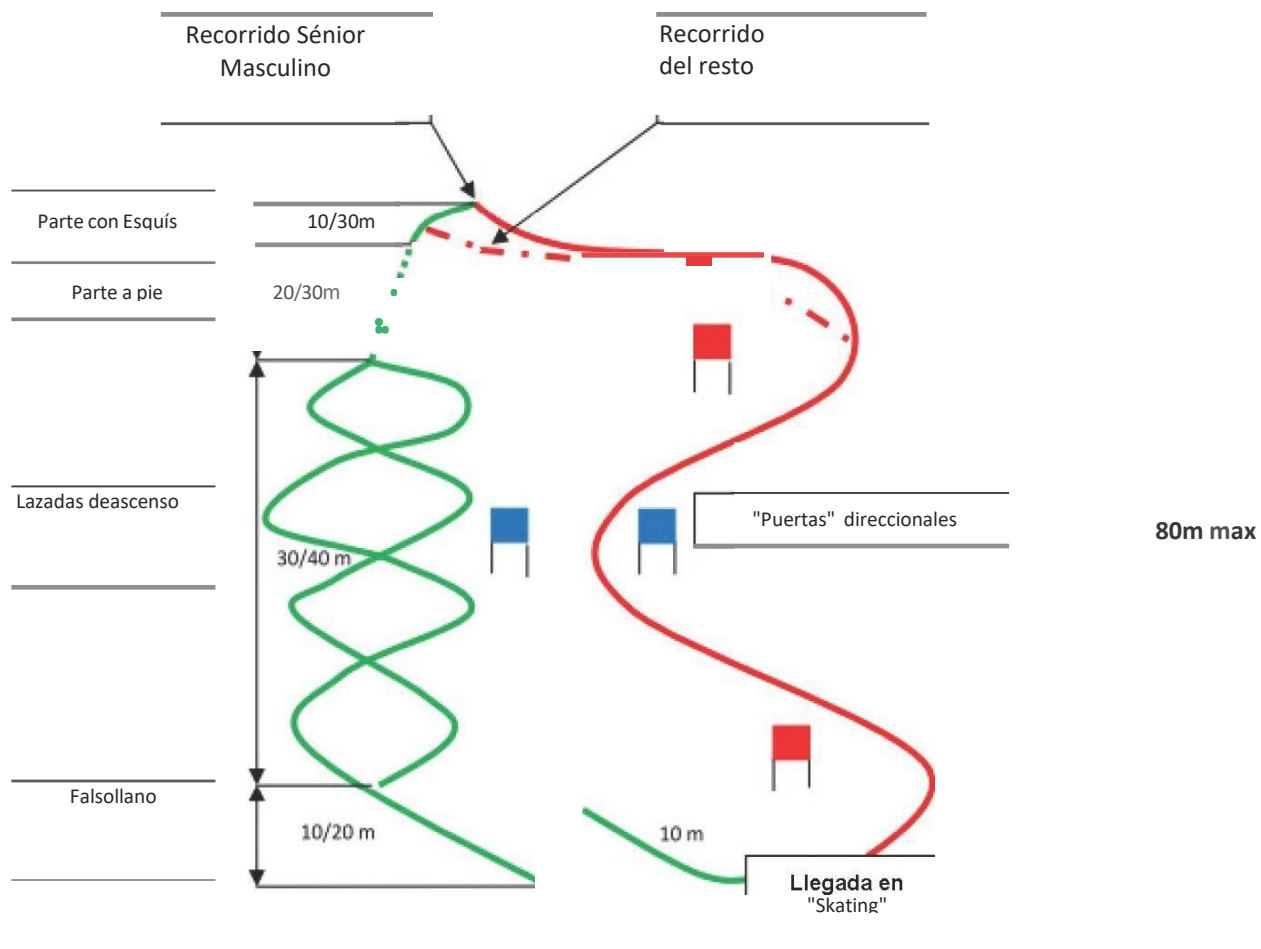 Recorrido Sénior
Masculino
Recorrido
del resto
Parte con Esquís
10/30m
Parte a pie
20/30m
Lazadas deascenso
30/40 m
"Puertas" direccionales
80m max
Falsollano
10/20 m
10 m
Llegada en
"Skating"